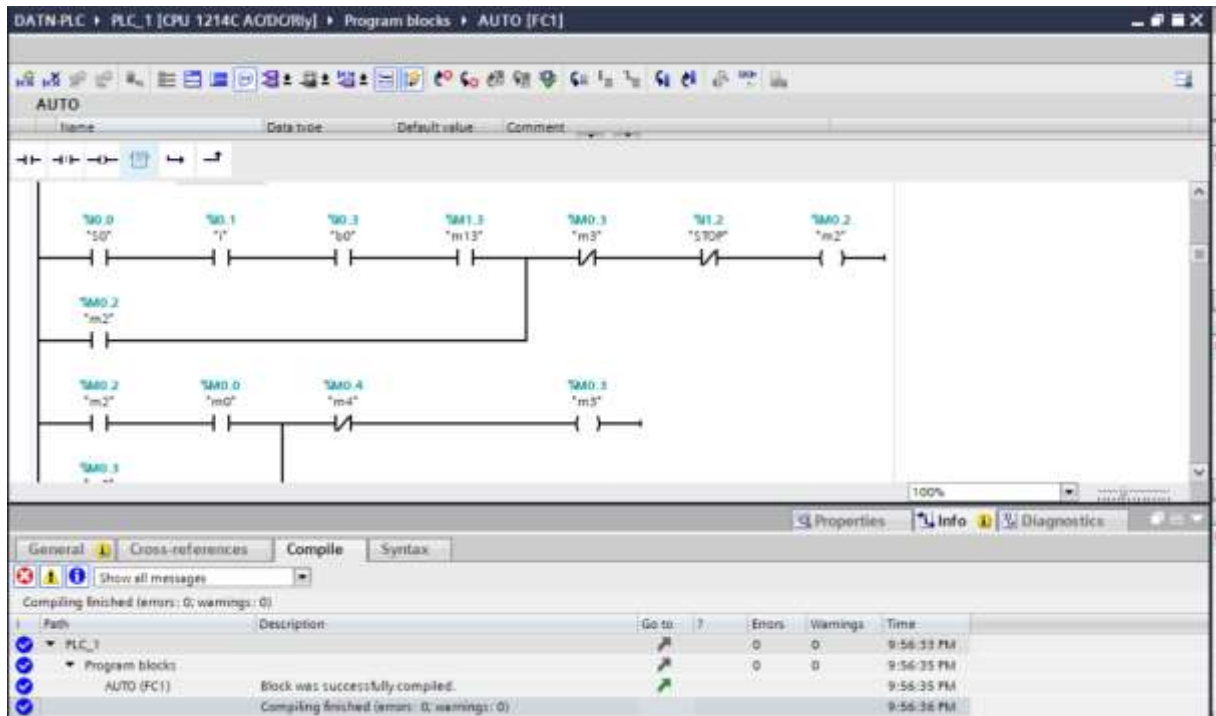 DATN-PLC ▸ PLC_1 [CPU 1214C AC/DC/Rly] ▸ Program blocks ▸ AUTO [FC1]
AUTO
Name Data type Default value Comment
%I0.0 %I0.1 %I0.3 %M1.3 %M0.3 %I1.2 %M0.2
"S0" "i" "b0" "m13" "m3" "STOP" "m2"
%M0.2
"m2"
%M0.2 %M0.0 %M0.4 %M0.3
"m2" "m0" "m4" "m3"
%M0.3
100%
Properties Info Diagnostics
General Cross-references Compile Syntax
Show all messages
Compiling finished (errors: 0; warnings: 0)
! Path Description Go to ? Errors Warnings Time
PLC_1 0 0 9:56:33 PM
Program blocks 0 0 9:56:35 PM
AUTO (FC1) Block was successfully compiled. 9:56:35 PM
Compiling finished (errors: 0; warnings: 0) 9:56:36 PM